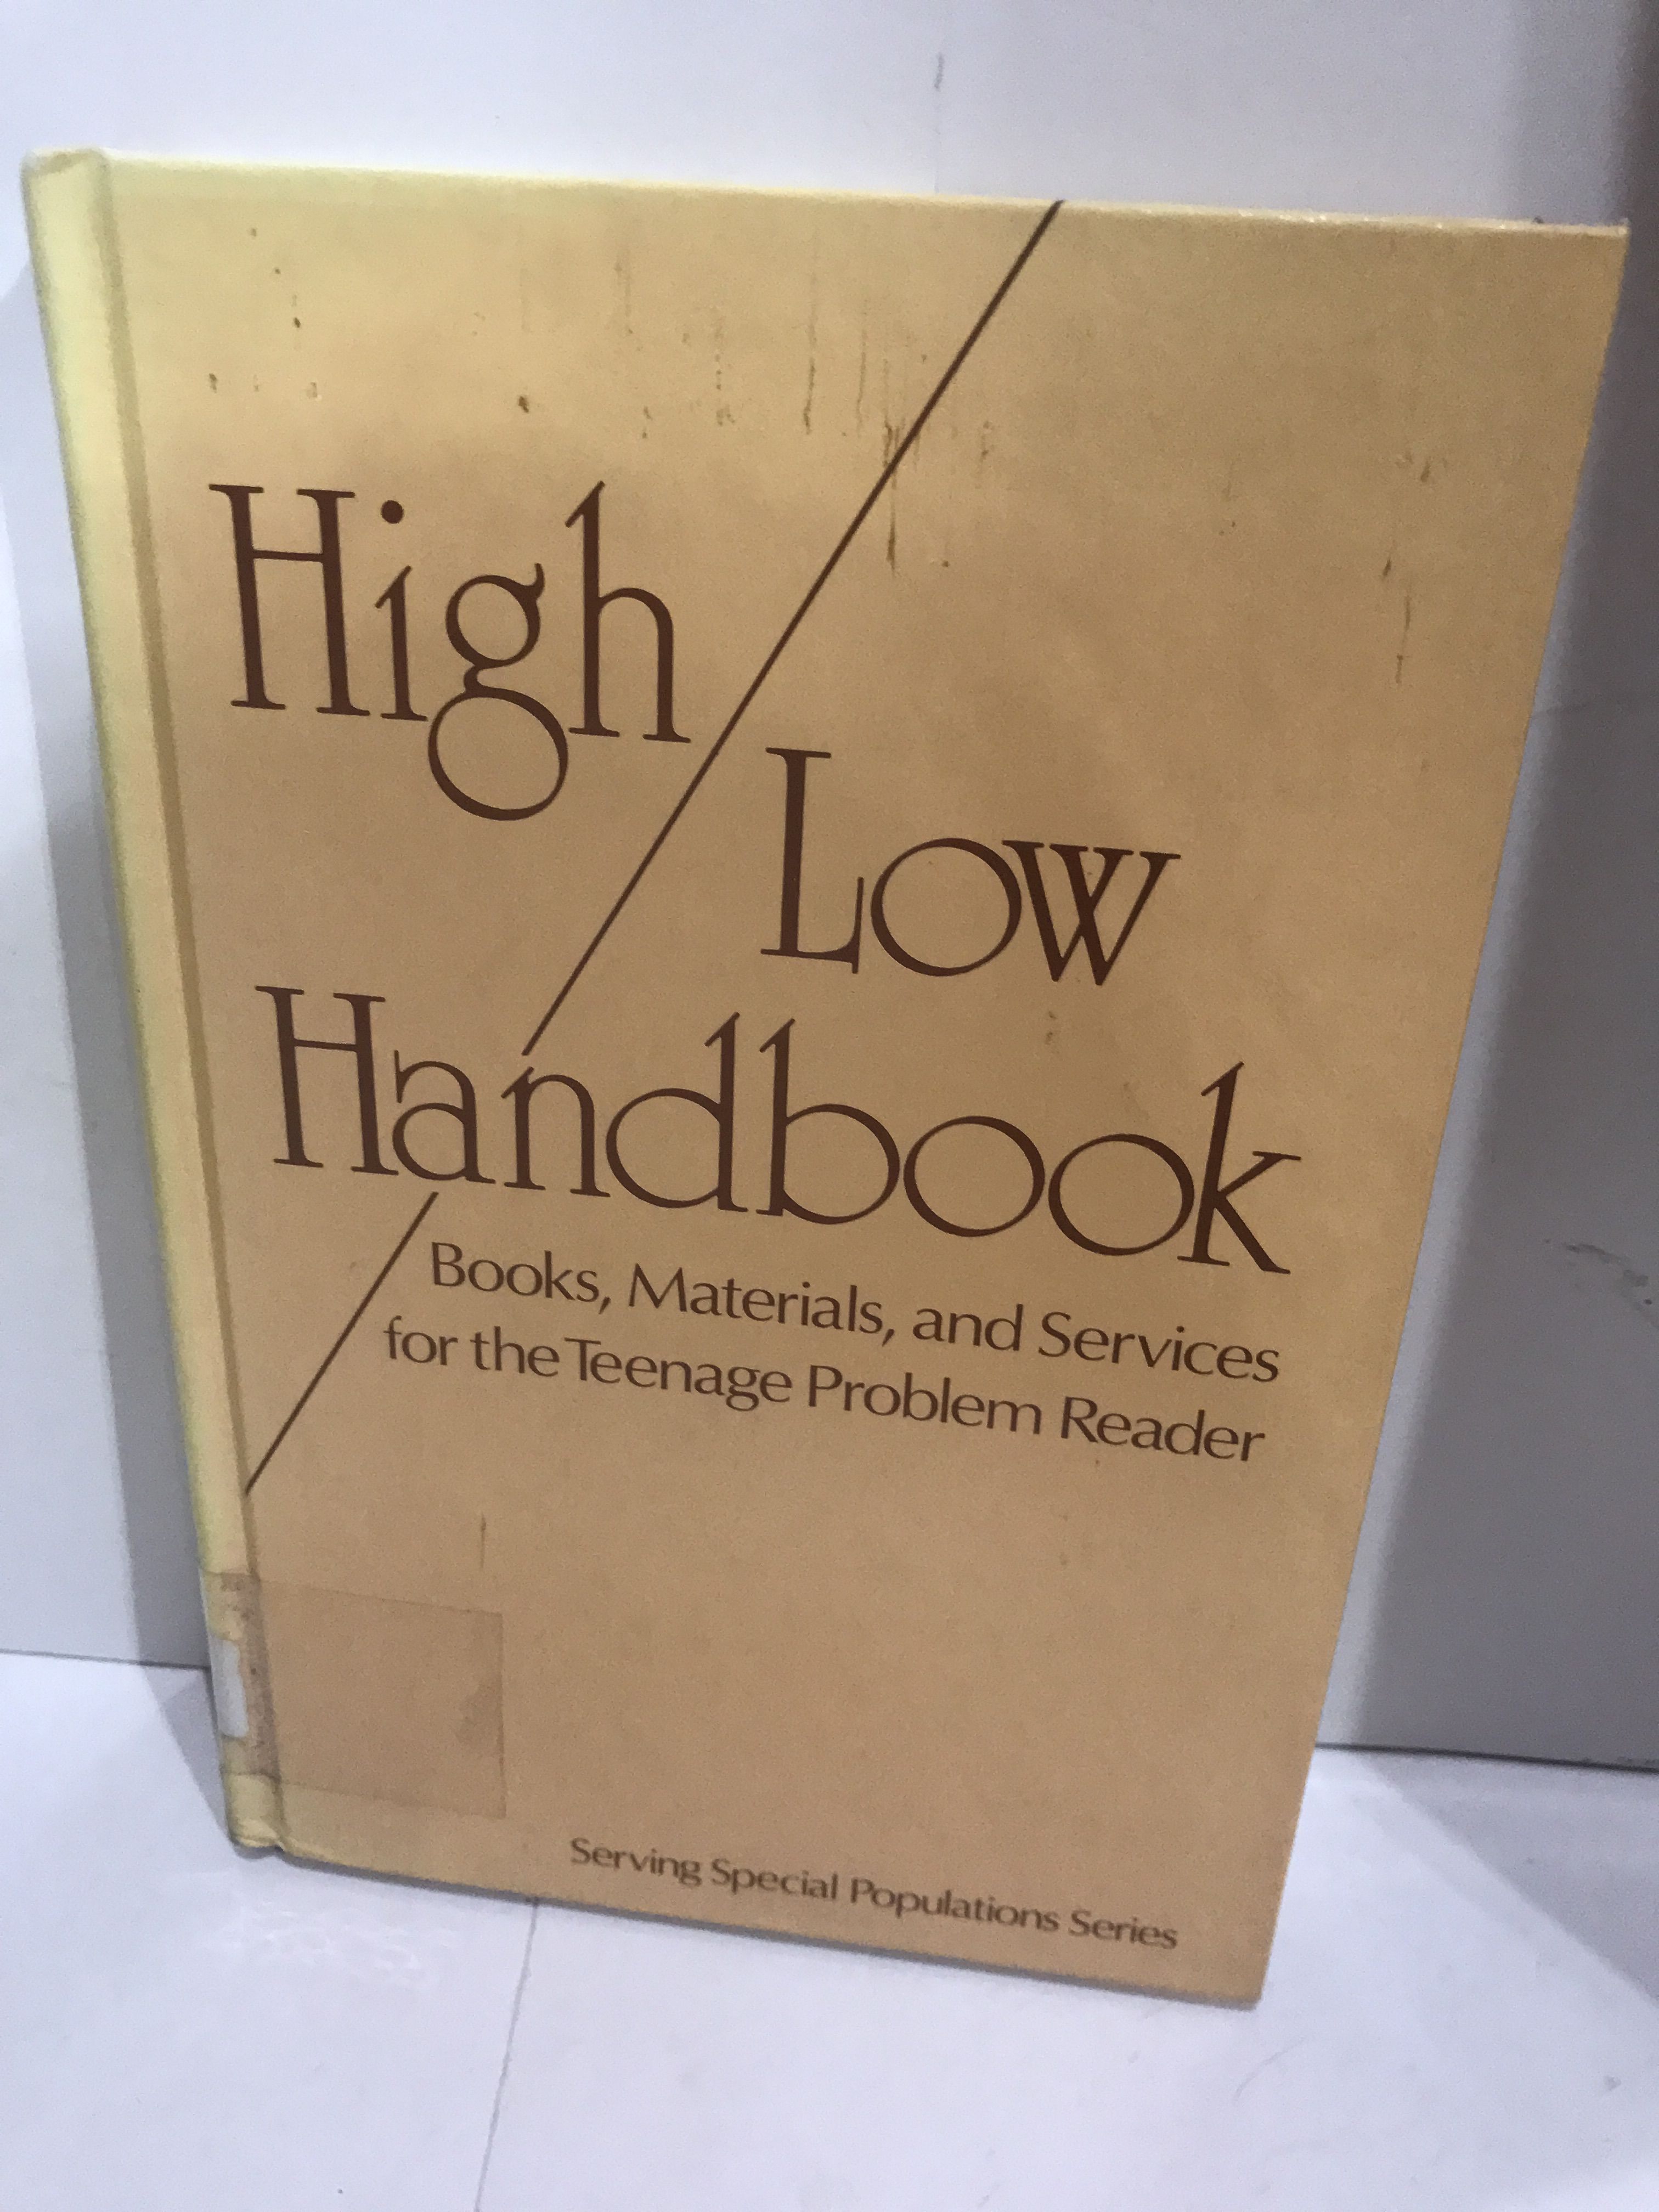 High
Low
Handbook
Books, Materials, and Services
for the Teenage Problem Reader
Serving Special Populations Series